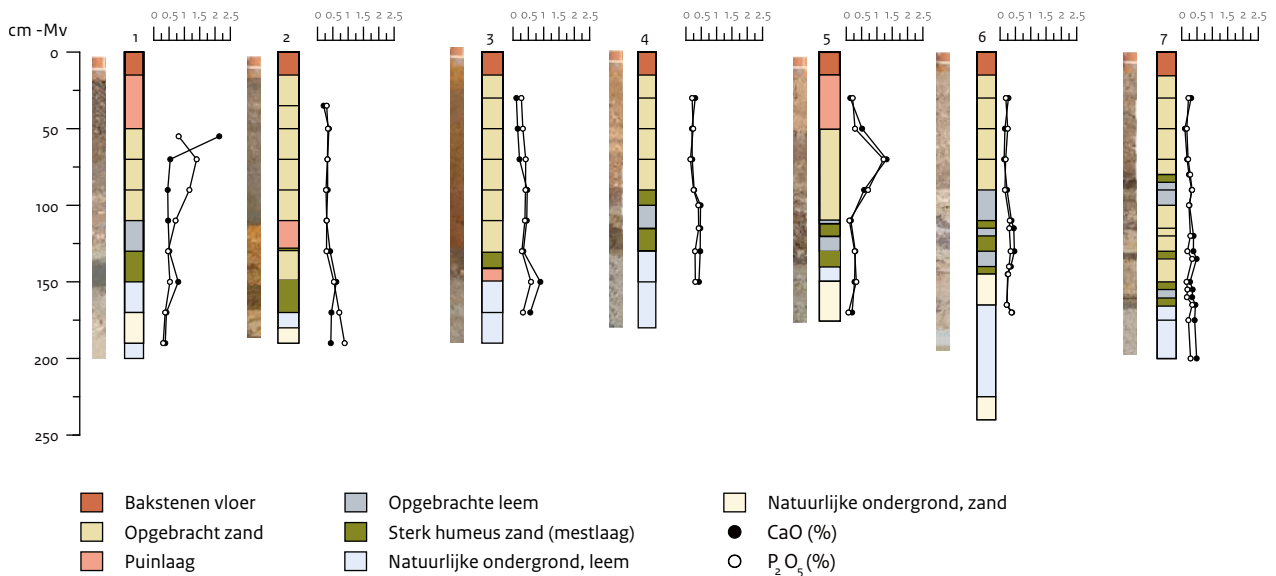 0 0.5 1 1.5 2 2.5 0 0.5 1 1.5 2 2.5 0 0.5 1 1.5 2 2.5 0 0.5 1 1.5 2 2.5 0 0.5 1 1.5 2 2.5 0 0.5 1 1.5 2 2.5 0 0.5 1 1.5 2 2.5
cm -Mv
1 2 3 4 5 6 7
0
50
100
150
200
250
Bakstenen vloer
Opgebracht zand
Puinlaag
Opgebrachte leem
Sterk humeus zand (mestlaag)
Natuurlijke ondergrond, leem
Natuurlijke ondergrond, zand
CaO (%)
P₂O₅(%)